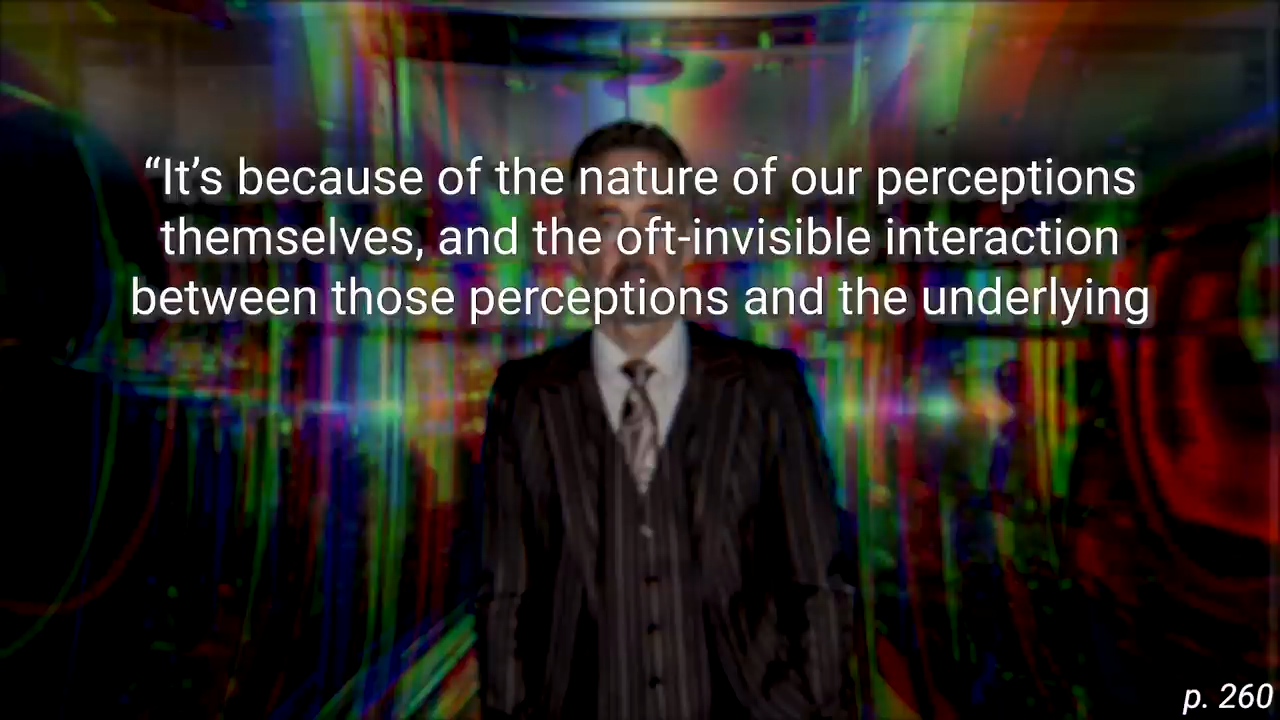 “It’s because of the nature of our perceptions
themselves, and the oft-invisible interaction
between those perceptions and the underlying
p. 260